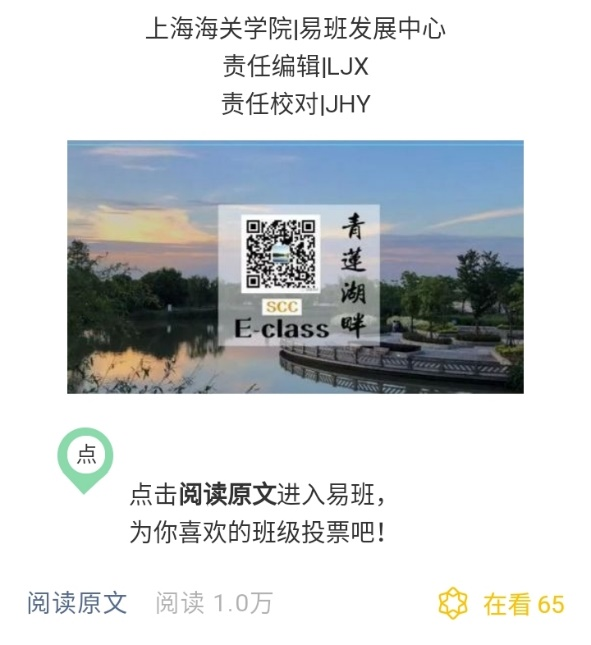 上海海关学院|易班发展中心
责任编辑|LJX
责任校对|JHY
青莲湖畔
SCC
E-class
点
点击阅读原文进入易班，
为你喜欢的班级投票吧！
阅读原文 阅读 1.0万 在看 65